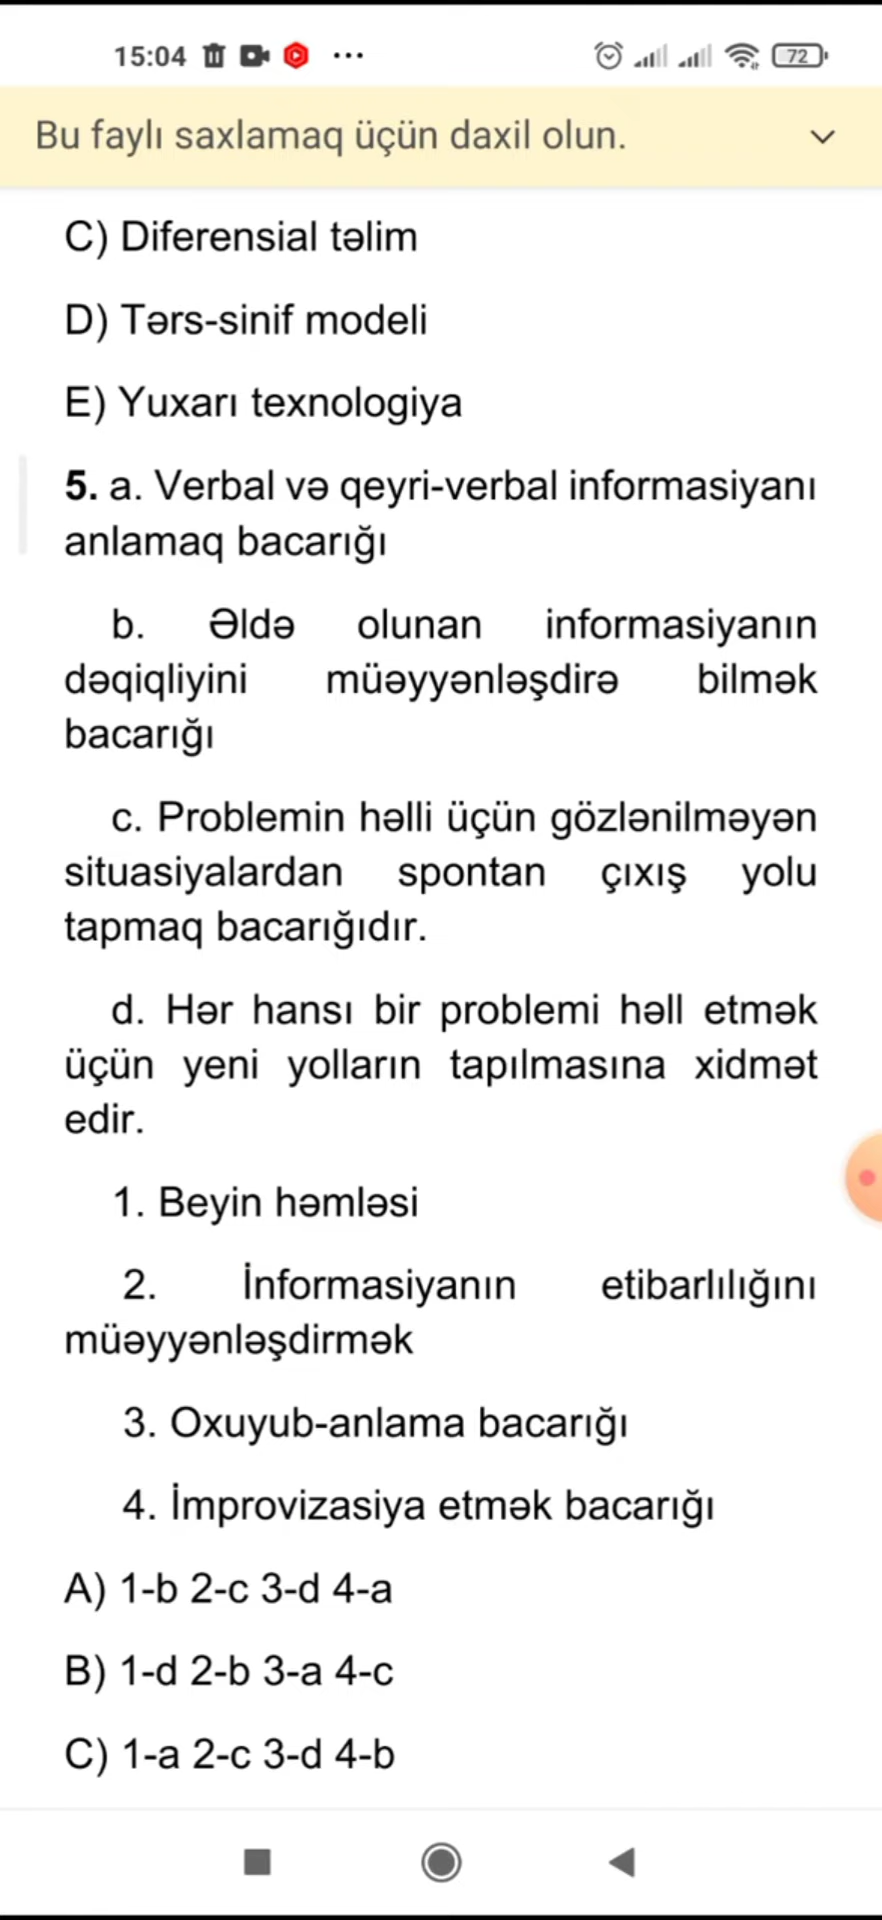 15:04
72
Bu faylı saxlamaq üçün daxil olun.
C) Diferensial təlim
D) Tərs-sinif modeli
E) Yuxarı texnologiya
5. a. Verbal və qeyri-verbal informasiyanı
anlamaq bacarığı
b. Əldə olunan informasiyanın
dəqiqliyini müəyyənləşdirə bilmək
bacarığı
c. Problemin həlli üçün gözlənilməyən
situasiyalardan spontan çıxış yolu
tapmaq bacarığıdır.
d. Hər hansı bir problemi həll etmək
üçün yeni yolların tapılmasına xidmət
edir.
1. Beyin həmləsi
2. İnformasiyanın etibarlılığını
müəyyənləşdirmək
3. Oxuyub-anlama bacarığı
4. İmprovizasiya etmək bacarığı
A) 1-b 2-c 3-d 4-a
B) 1-d 2-b 3-a 4-c
C) 1-a 2-c 3-d 4-b